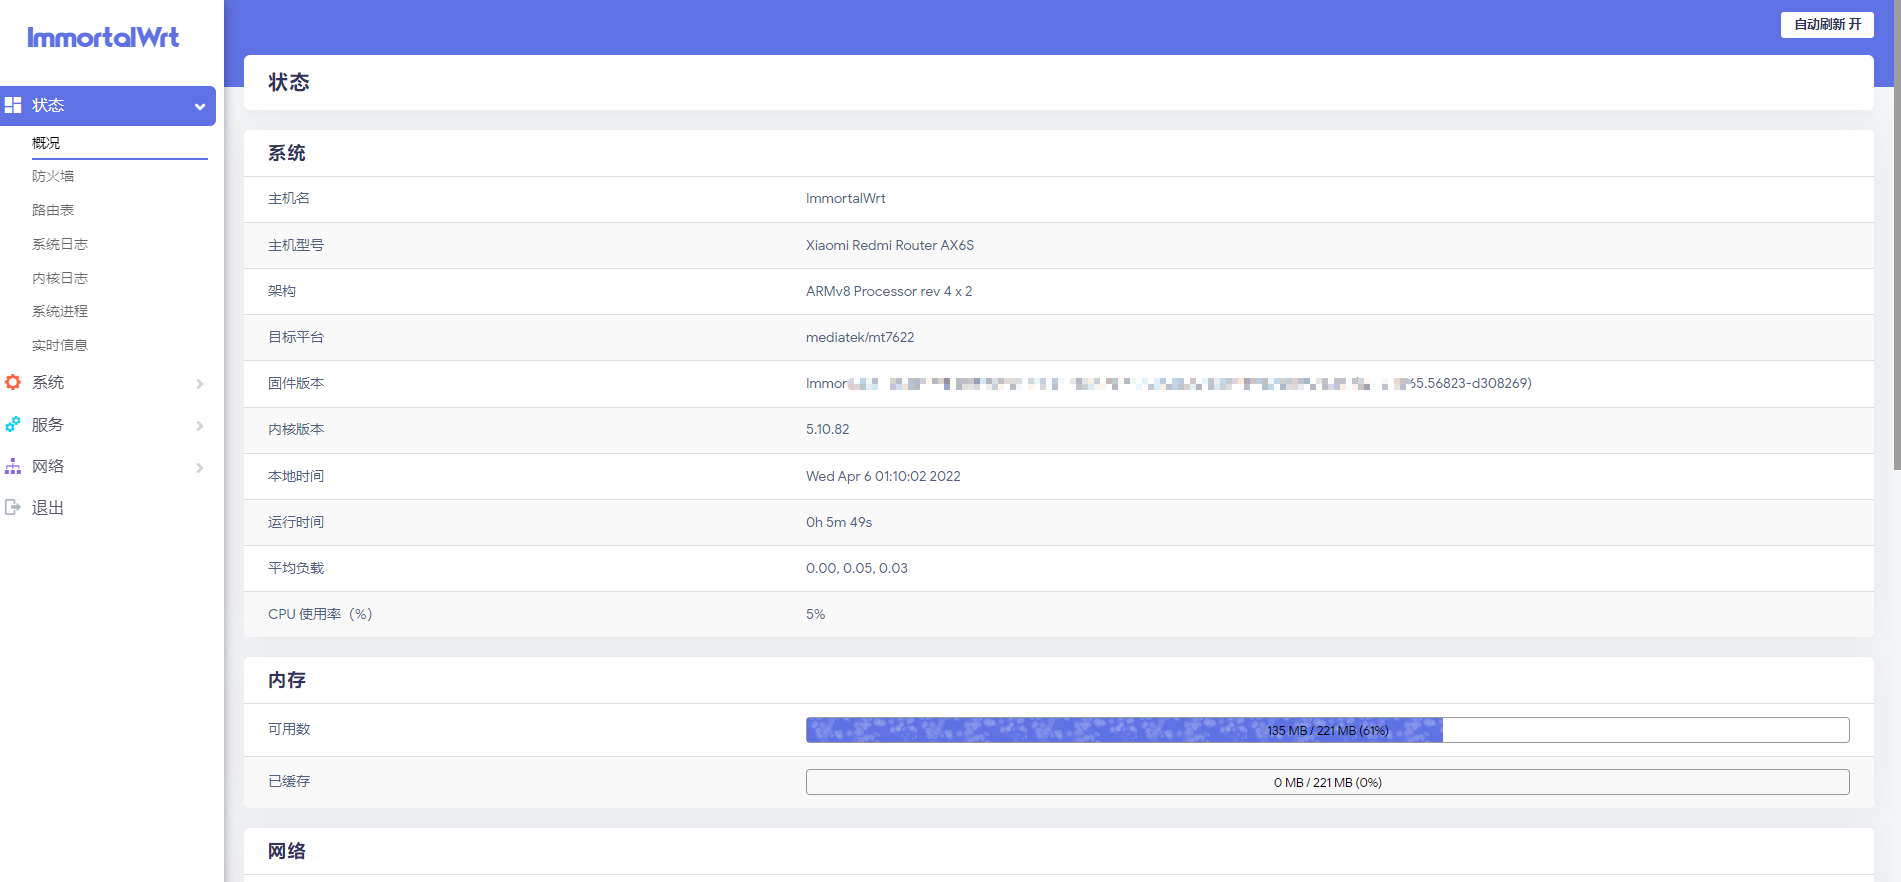 ImmortalWrt
自动刷新 开
状态
概况
防火墙
路由表
系统日志
内核日志
系统进程
实时信息
系统
服务
网络
退出
状态
系统
主机名 ImmortalWrt
主机型号 Xiaomi Redmi Router AX6S
架构 ARMv8 Processor rev 4 x 2
目标平台 mediatek/mt7622
固件版本 Immor 65.56823-d308269)
内核版本 5.10.82
本地时间 Wed Apr 6 01:10:02 2022
运行时间 0h 5m 49s
平均负载 0.00, 0.05, 0.03
CPU 使用率（%） 5%
内存
可用数 135 MB / 221 MB (61%)
已缓存 0 MB / 221 MB (0%)
网络